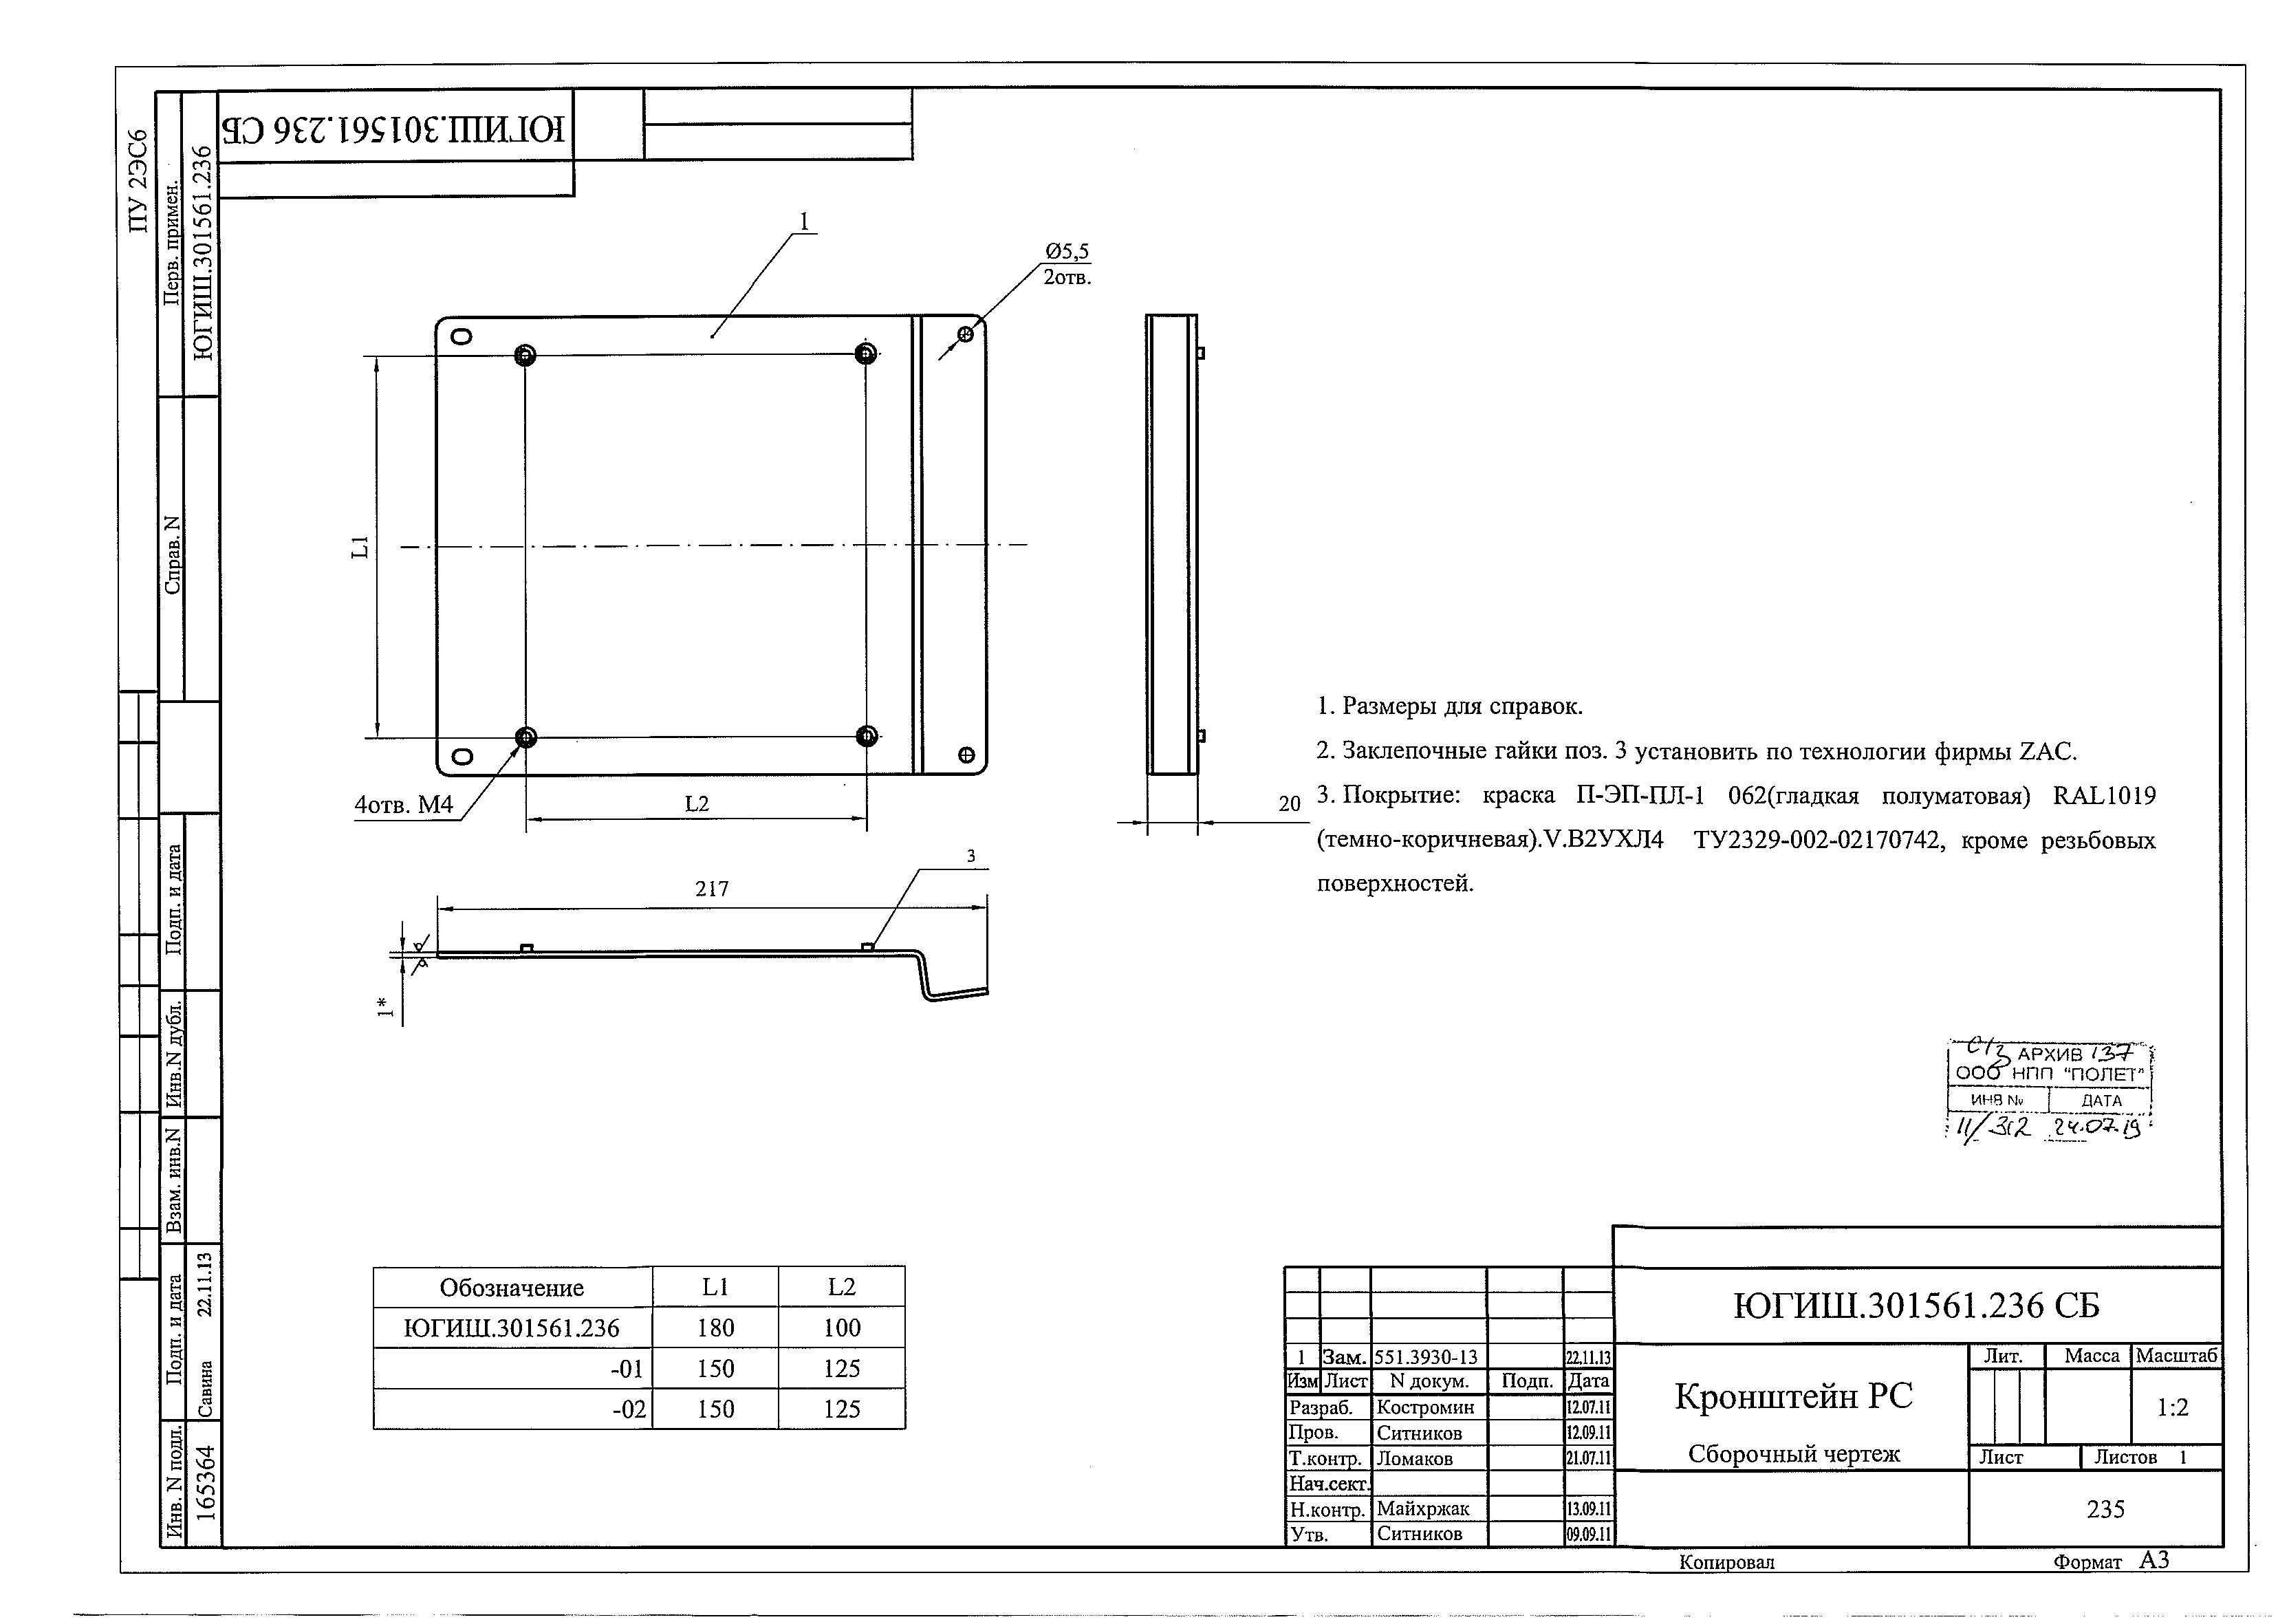 ПУ 2ЭС6
Перв. примен.
ЮГИШ.301561.236
Справ. N
Подп. и дата
Инв.N дубл.
Взам. инв.N
Подп. и дата
Савина 22.11.13
Инв. N подл.
165364
ЮГИШ.301561.236 СБ
1
Ø5,5
2отв.
L1
4отв. М4
L2
20
217
3
1*
1. Размеры для справок.
2. Заклепочные гайки поз. 3 установить по технологии фирмы ZAC.
3. Покрытие: краска П-ЭП-ПЛ-1 062(гладкая полуматовая) RAL1019
(темно-коричневая).V.В2УХЛ4 ТУ2329-002-02170742, кроме резьбовых
поверхностей.
АРХИВ 137
ООО НПП "ПОЛЕТ"
ИНВ № ДАТА
11/312 24.07.19
Обозначение L1 L2
ЮГИШ.301561.236 180 100
-01 150 125
-02 150 125
ЮГИШ.301561.236 СБ
1 Зам. 551.3930-13 22.11.13
Изм Лист N докум. Подп. Дата
Разраб. Костромин 12.07.11
Пров. Ситников 12.09.11
Т.контр. Ломаков 21.07.11
Нач.сект.
Н.контр. Майхржак 13.09.11
Утв. Ситников 09.09.11
Кронштейн РС
Сборочный чертеж
Лит. Масса Масштаб
1:2
Лист Листов 1
235
Копировал Формат А3